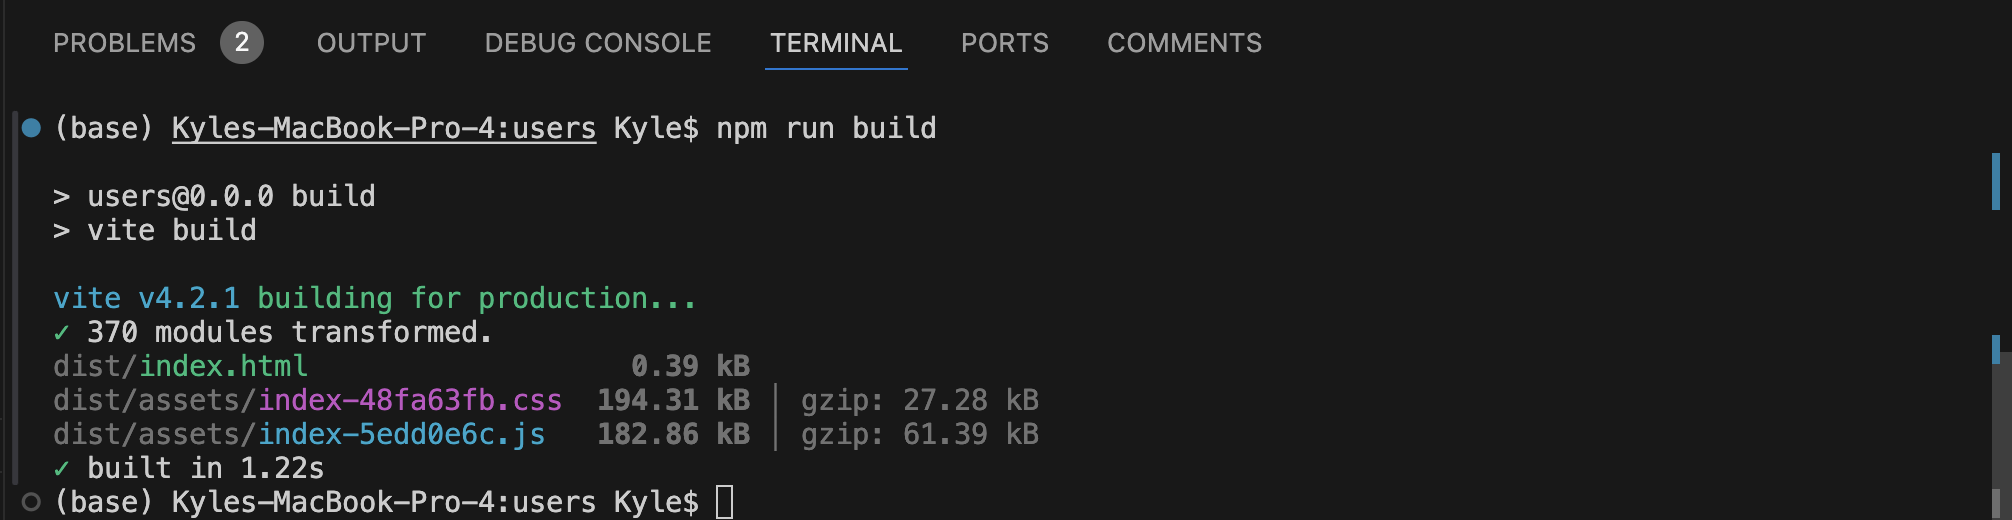 PROBLEMS 2 OUTPUT DEBUG CONSOLE TERMINAL PORTS COMMENTS
(base) Kyles-MacBook-Pro-4:users Kyle$ npm run build
> users@0.0.0 build
> vite build
vite v4.2.1 building for production...
✓ 370 modules transformed.
dist/index.html 0.39 kB
dist/assets/index-48fa63fb.css 194.31 kB │ gzip: 27.28 kB
dist/assets/index-5edd0e6c.js 182.86 kB │ gzip: 61.39 kB
✓ built in 1.22s
(base) Kyles-MacBook-Pro-4:users Kyle$